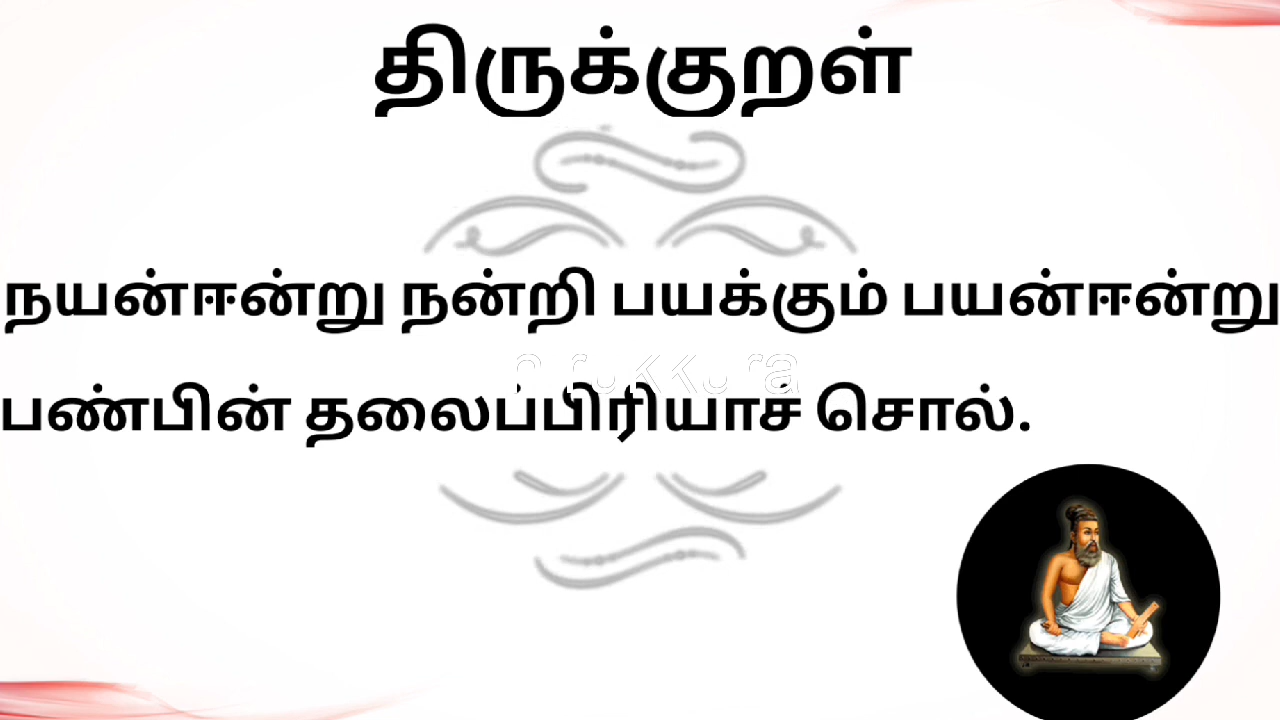 திருக்குறள்
நயன்ஈன்று நன்றி பயக்கும் பயன்ஈன்று
பண்பின் தலைப்பிரியாச் சொல்.